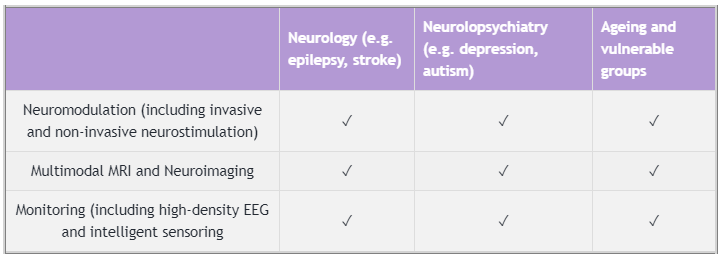 Neurology (e.g.
epilepsy, stroke)
Neurolopsychiatry
(e.g. depression,
autism)
Ageing and
vulnerable
groups
Neuromodulation (including invasive
and non-invasive neurostimulation)
✓ ✓ ✓
Multimodal MRI and Neuroimaging
✓ ✓ ✓
Monitoring (including high-density EEG
and intelligent sensoring
✓ ✓ ✓